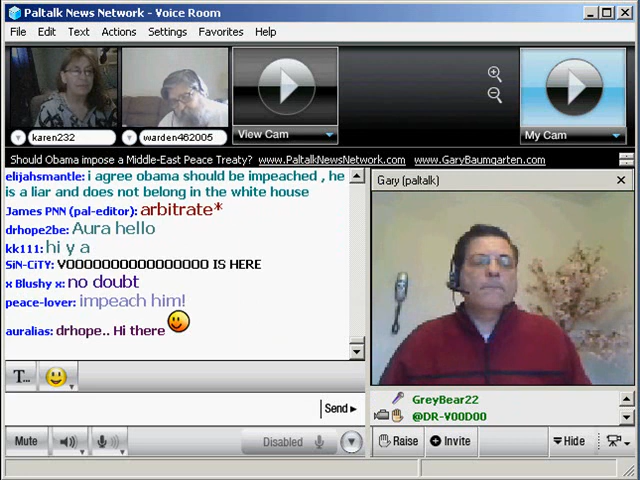 Paltalk News Network - Voice Room
File Edit Text Actions Settings Favorites Help
karen232
warden462005
View Cam
My Cam
Should Obama impose a Middle-East Peace Treaty? www.PaltalkNewsNetwork.com www.GaryBaumgarten.com
elijahsmantle: i agree obama should be impeached , he
is a liar and does not belong in the white house
James PNN (pal-editor): arbitrate*
drhope2be: Aura hello
kk111: hi y a
SiN-CiTY: V00000000000000000 IS HERE
x Blushy x: no doubt
peace-lover: impeach him!
auralias: drhope.. Hi there
Gary (paltalk)
T...
Send
GreyBear22
@DR-V00D00
Mute
Disabled
Raise
Invite
Hide